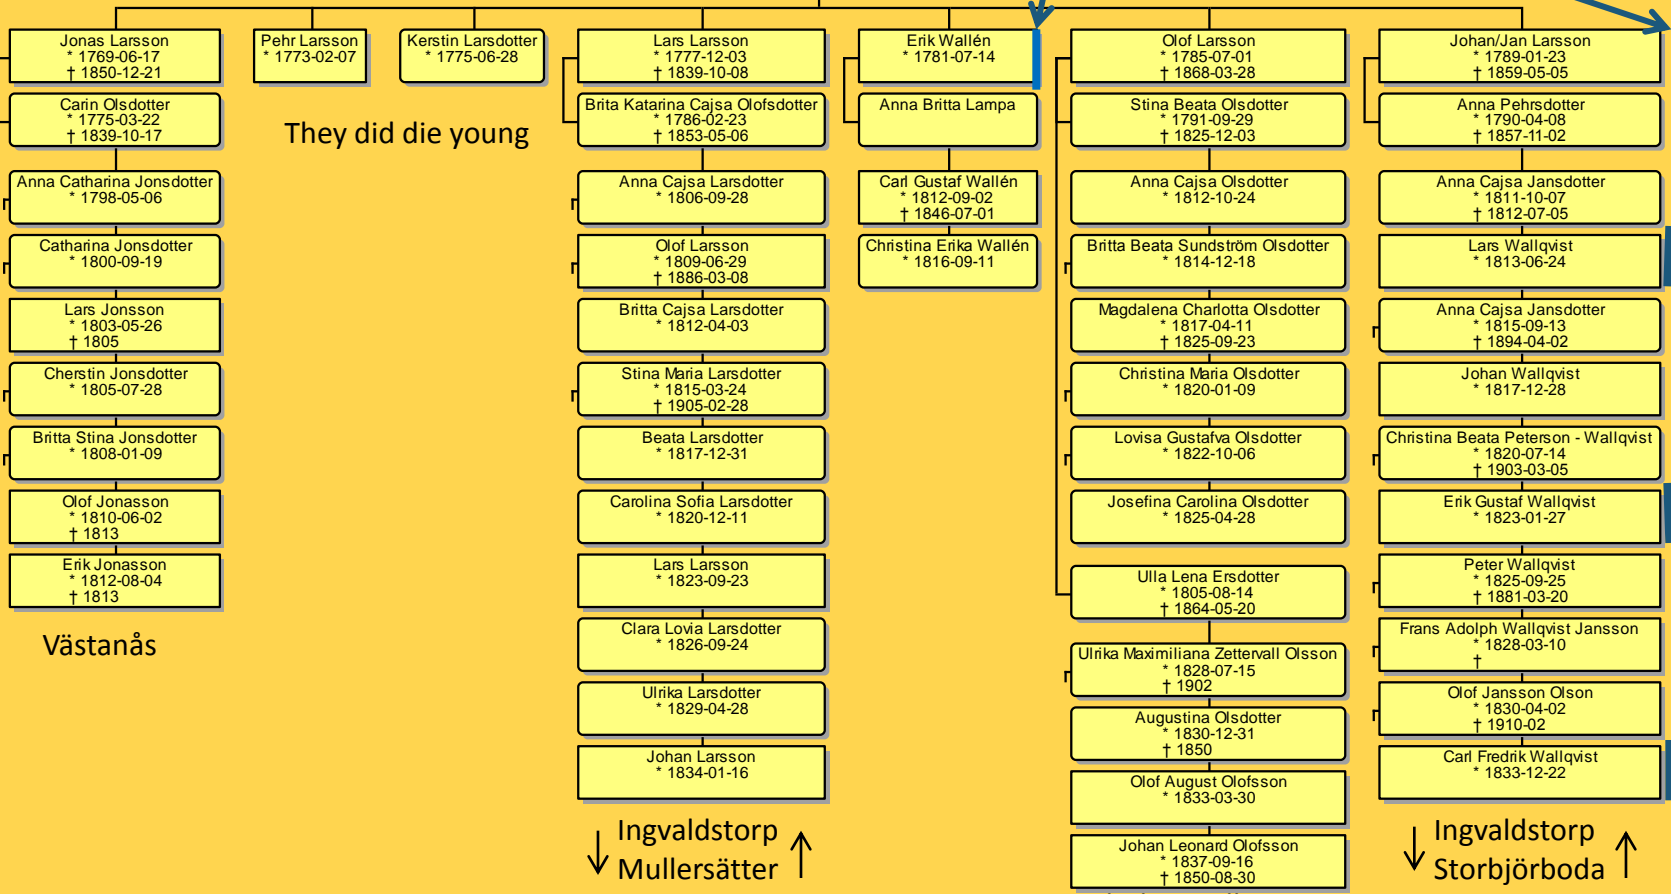 Jonas Larsson
* 1769-06-17
† 1850-12-21
Carin Olsdotter
* 1775-03-22
† 1839-10-17
Anna Catharina Jonsdotter
* 1798-05-06
Catharina Jonsdotter
* 1800-09-19
Lars Jonsson
* 1803-05-26
† 1805
Cherstin Jonsdotter
* 1805-07-28
Britta Stina Jonsdotter
* 1808-01-09
Olof Jonasson
* 1810-06-02
† 1813
Erik Jonasson
* 1812-08-04
† 1813
Västanås
Pehr Larsson
* 1773-02-07
Kerstin Larsdotter
* 1775-06-28
They did die young
Lars Larsson
* 1777-12-03
† 1839-10-08
Brita Katarina Cajsa Olofsdotter
* 1786-02-23
† 1853-05-06
Anna Cajsa Larsdotter
* 1806-09-28
Olof Larsson
* 1809-06-29
† 1886-03-08
Britta Cajsa Larsdotter
* 1812-04-03
Stina Maria Larsdotter
* 1815-03-24
† 1905-02-28
Beata Larsdotter
* 1817-12-31
Carolina Sofia Larsdotter
* 1820-12-11
Lars Larsson
* 1823-09-23
Clara Lovia Larsdotter
* 1826-09-24
Ulrika Larsdotter
* 1829-04-28
Johan Larsson
* 1834-01-16
Ingvaldstorp
Mullersätter
Erik Wallén
* 1781-07-14
Anna Britta Lampa
Carl Gustaf Wallén
* 1812-09-02
† 1846-07-01
Christina Erika Wallén
* 1816-09-11
Olof Larsson
* 1785-07-01
† 1868-03-28
Stina Beata Olsdotter
* 1791-09-29
† 1825-12-03
Anna Cajsa Olsdotter
* 1812-10-24
Britta Beata Sundström Olsdotter
* 1814-12-18
Magdalena Charlotta Olsdotter
* 1817-04-11
† 1825-09-23
Christina Maria Olsdotter
* 1820-01-09
Lovisa Gustafva Olsdotter
* 1822-10-06
Josefina Carolina Olsdotter
* 1825-04-28
Ulla Lena Ersdotter
* 1805-08-14
† 1864-05-20
Ulrika Maximiliana Zettervall Olsson
* 1828-07-15
† 1902
Augustina Olsdotter
* 1830-12-31
† 1850
Olof August Olofsson
* 1833-03-30
Johan Leonard Olofsson
* 1837-09-16
† 1850-08-30
Johan/Jan Larsson
* 1789-01-23
† 1859-05-05
Anna Pehrsdotter
* 1790-04-08
† 1857-11-02
Anna Cajsa Jansdotter
* 1811-10-07
† 1812-07-05
Lars Wallqvist
* 1813-06-24
Anna Cajsa Jansdotter
* 1815-09-13
† 1894-04-02
Johan Wallqvist
* 1817-12-28
Christina Beata Peterson - Wallqvist
* 1820-07-14
† 1903-03-05
Erik Gustaf Wallqvist
* 1823-01-27
Peter Wallqvist
* 1825-09-25
† 1881-03-20
Frans Adolph Wallqvist Jansson
* 1828-03-10
†
Olof Jansson Olson
* 1830-04-02
† 1910-02
Carl Fredrik Wallqvist
* 1833-12-22
Ingvaldstorp
Storbjörboda